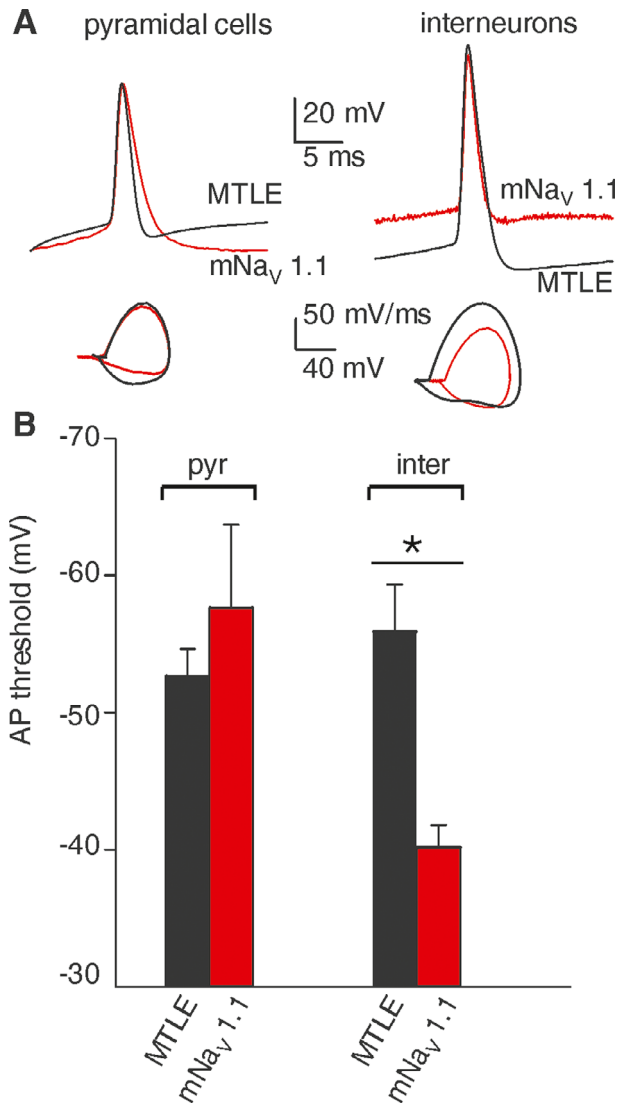 A
pyramidal cells
interneurons
20 mV
5 ms
MTLE
mNaV 1.1
mNaV 1.1
MTLE
50 mV/ms
40 mV
B
AP threshold (mV)
-70
-60
-50
-40
-30
pyr
inter
*
MTLE
mNaV 1.1
MTLE
mNaV 1.1